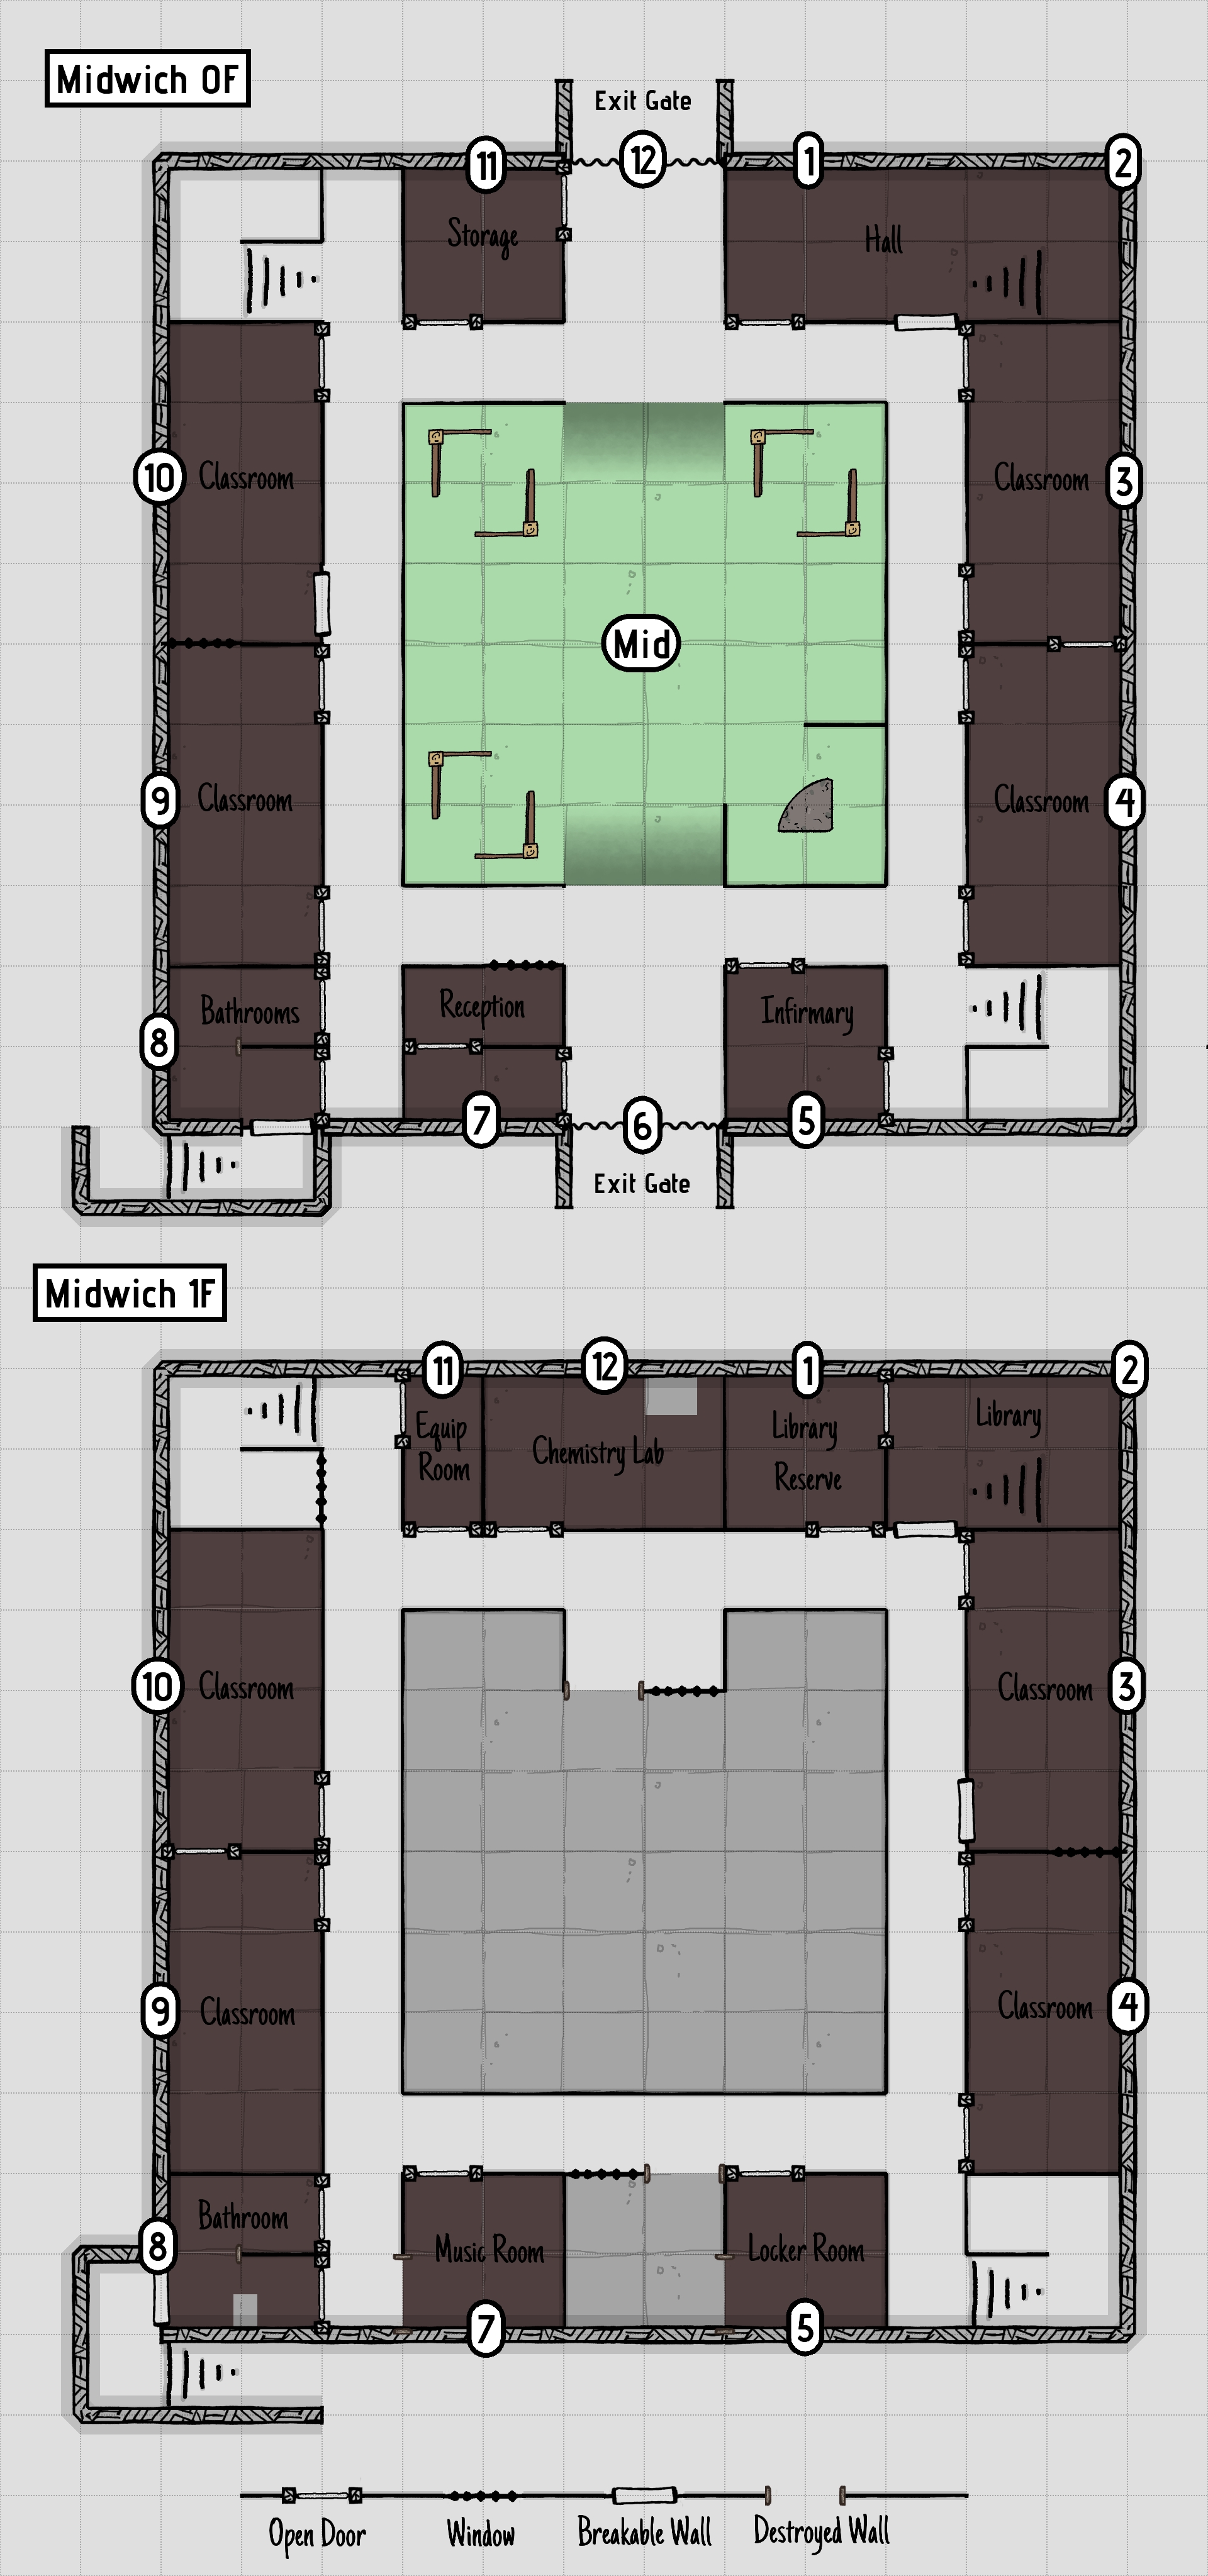 Midwich 0F
Exit Gate
11
12
1
2
Storage
Hall
10
Classroom
Classroom
3
Mid
9
Classroom
Classroom
4
8
Bathrooms
Reception
Infirmary
7
6
5
Exit Gate
Midwich 1F
11
12
1
2
Equip
Room
Chemistry Lab
Library
Reserve
Library
10
Classroom
Classroom
3
9
Classroom
Classroom
4
8
Bathroom
Music Room
Locker Room
7
5
Open Door
Window
Breakable Wall
Destroyed Wall